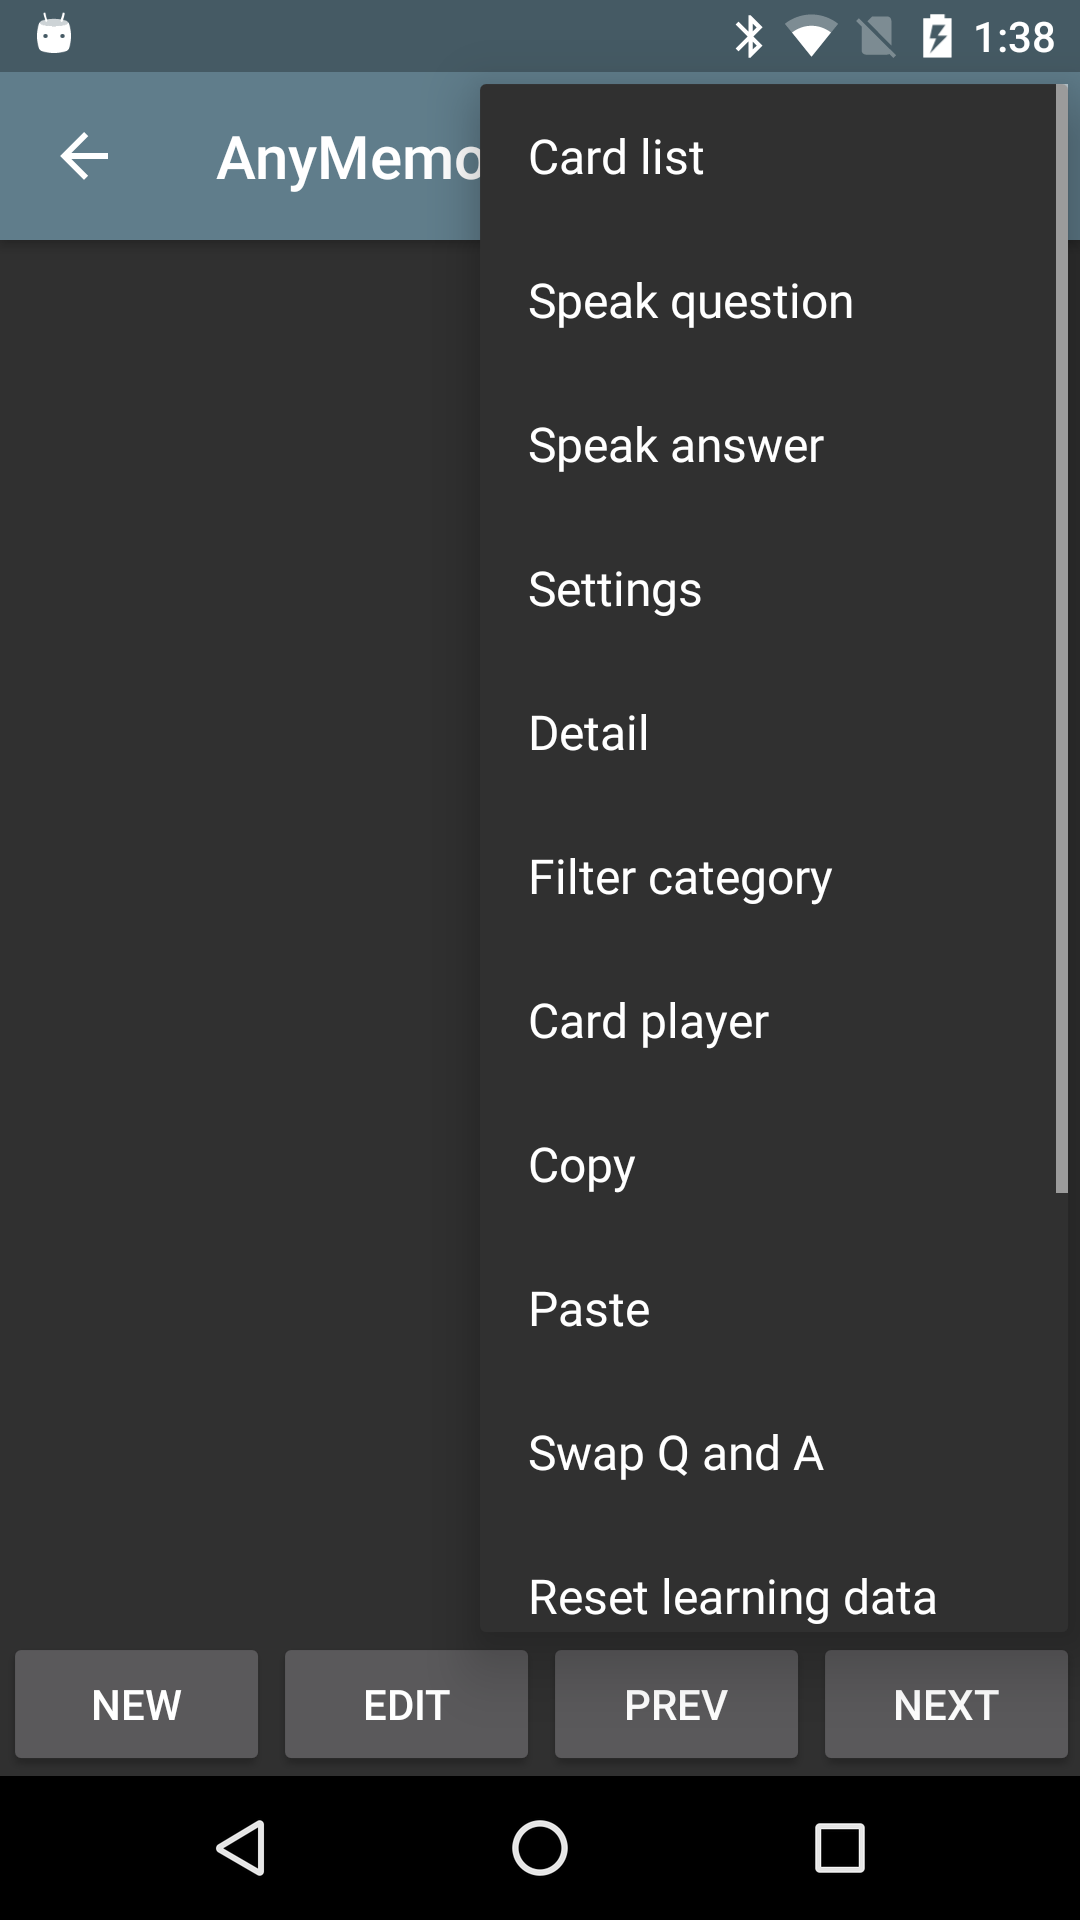 1:38
AnyMemo
Card list
Speak question
Speak answer
Settings
Detail
Filter category
Card player
Copy
Paste
Swap Q and A
Reset learning data
NEW EDIT PREV NEXT